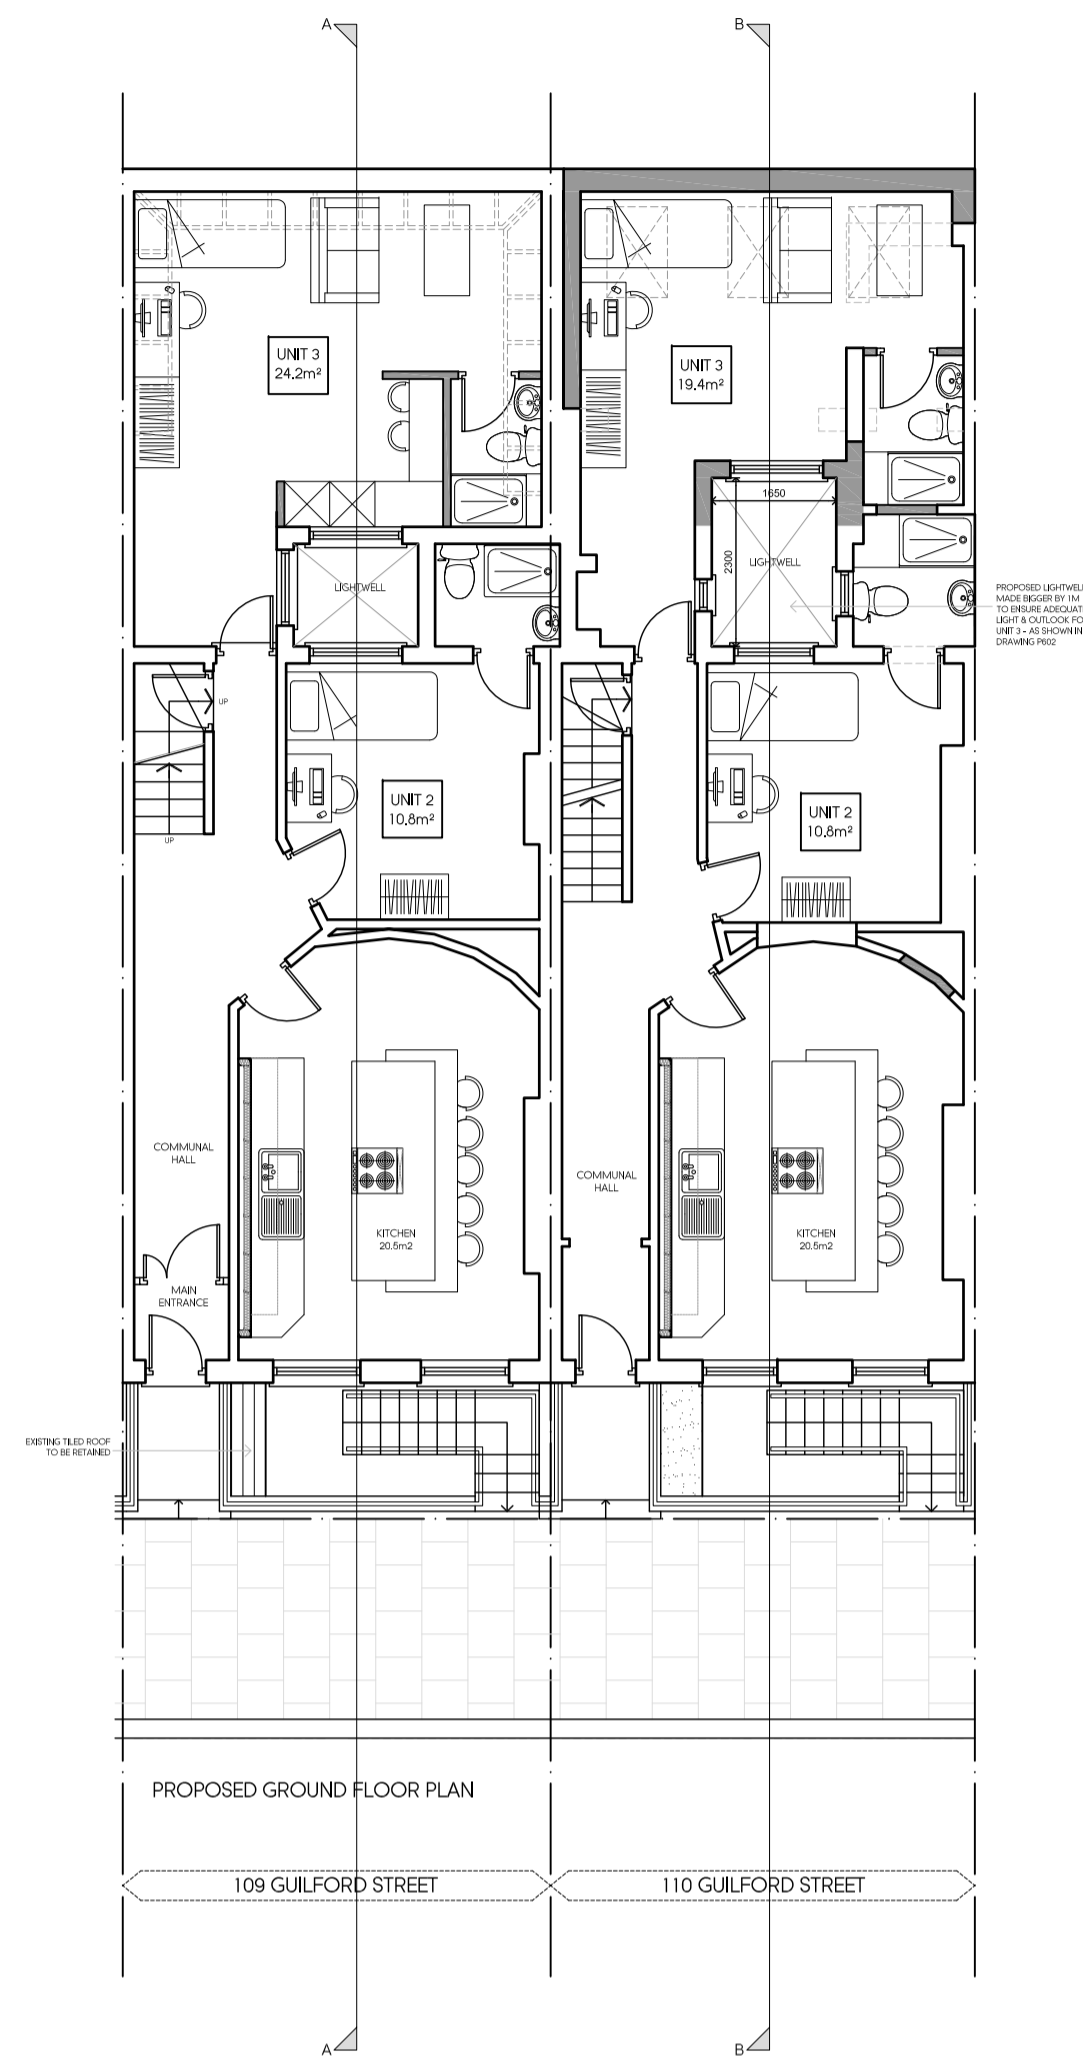 A
B
UNIT 3
24.2m²
UNIT 3
19.4m²
1650
2300
LIGHTWELL
LIGHTWELL
PROPOSED LIGHTWELL
MADE BIGGER BY 1M
TO ENSURE ADEQUAT
LIGHT & OUTLOOK FO
UNIT 3 - AS SHOWN IN
DRAWING P602
UP
UP
UNIT 2
10.8m²
UNIT 2
10.8m²
COMMUNAL
HALL
COMMUNAL
HALL
KITCHEN
20.5m2
KITCHEN
20.5m2
MAIN
ENTRANCE
EXISTING TILED ROOF
TO BE RETAINED
PROPOSED GROUND FLOOR PLAN
109 GUILFORD STREET
110 GUILFORD STREET
A
B